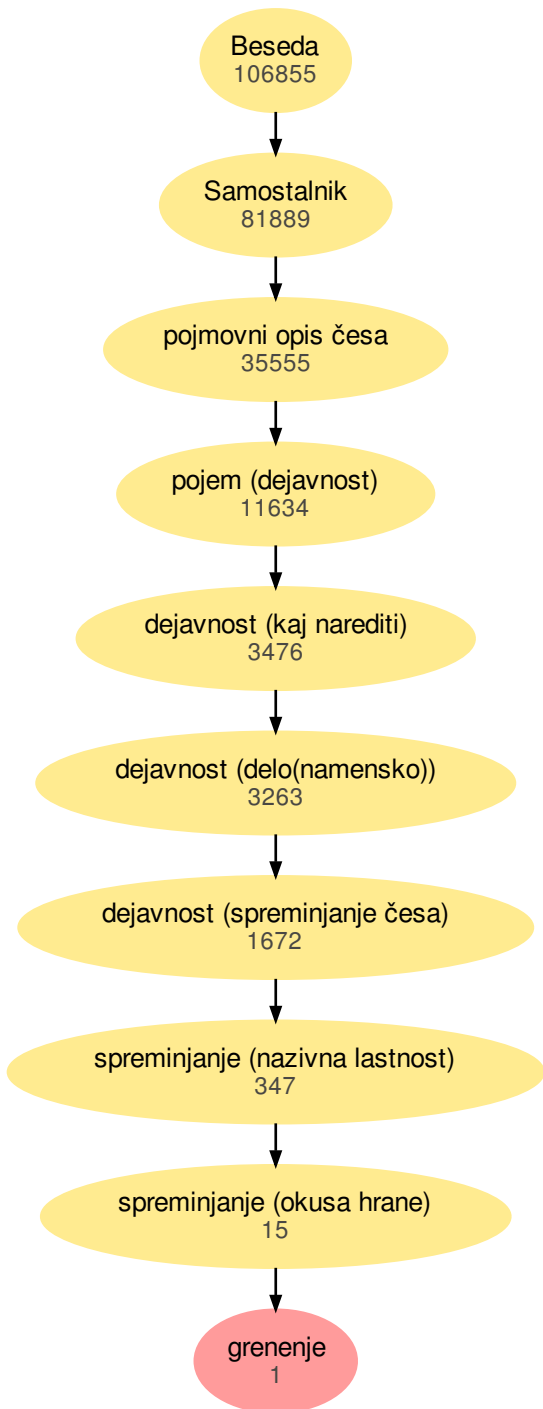 Beseda
106855
Samostalnik
81889
pojmovni opis česa
35555
pojem (dejavnost)
11634
dejavnost (kaj narediti)
3476
dejavnost (delo(namensko))
3263
dejavnost (spreminjanje česa)
1672
spreminjanje (nazivna lastnost)
347
spreminjanje (okusa hrane)
15
grenenje
1